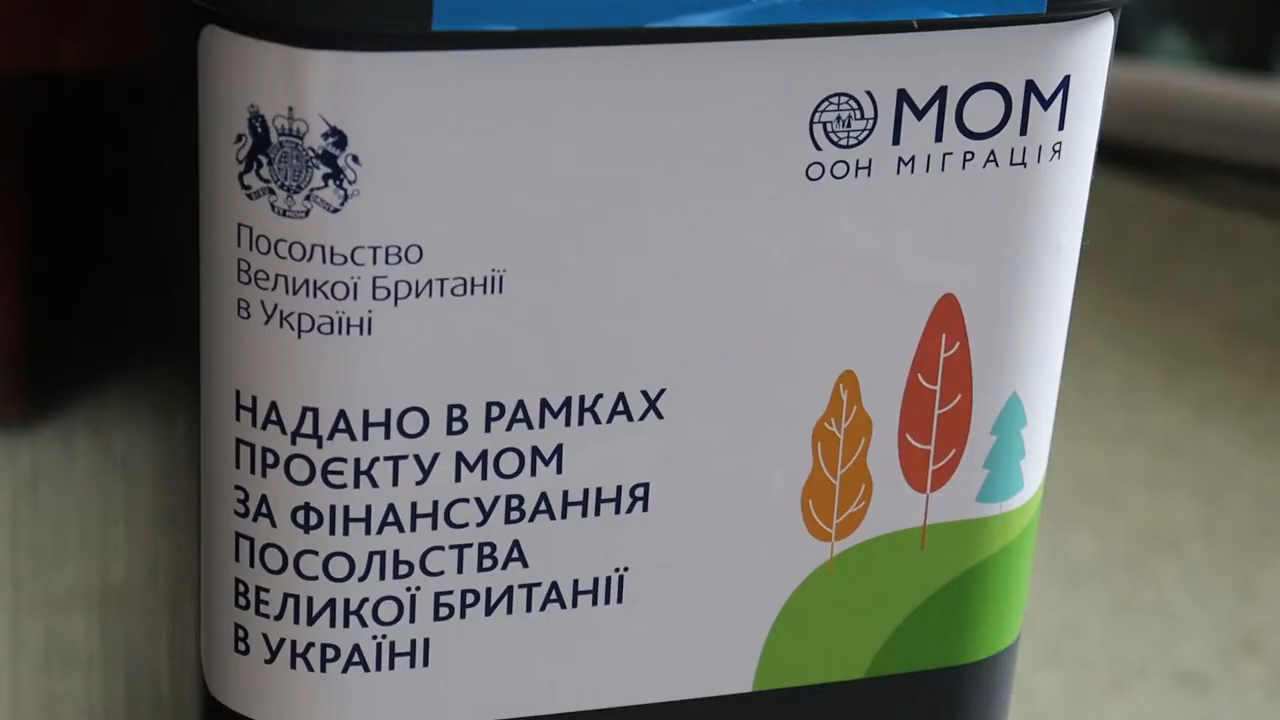 МОМ
ООН МІГРАЦІЯ
Посольство
Великої Британії
в Україні
НАДАНО В РАМКАХ
ПРОЄКТУ МОМ
ЗА ФІНАНСУВАННЯ
ПОСОЛЬСТВА
ВЕЛИКОЇ БРИТАНІЇ
В УКРАЇНІ